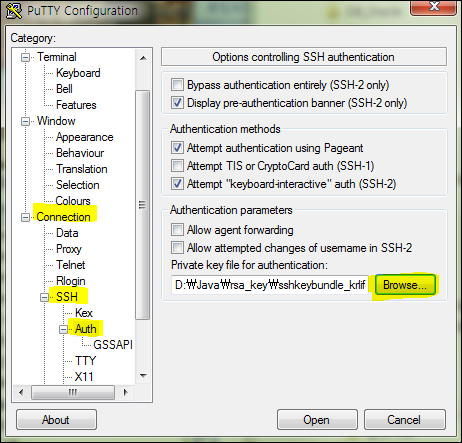 PuTTY Configuration
Category:
Terminal
Keyboard
Bell
Features
Window
Appearance
Behaviour
Translation
Selection
Colours
Connection
Data
Proxy
Telnet
Rlogin
SSH
Kex
Auth
GSSAPI
TTY
X11
Options controlling SSH authentication
Bypass authentication entirely (SSH-2 only)
Display pre-authentication banner (SSH-2 only)
Authentication methods
Attempt authentication using Pageant
Attempt TIS or CryptoCard auth (SSH-1)
Attempt "keyboard-interactive" auth (SSH-2)
Authentication parameters
Allow agent forwarding
Allow attempted changes of username in SSH-2
Private key file for authentication:
D:₩Java₩rsa_key₩sshkeybundle_krlif
Browse...
About
Open
Cancel